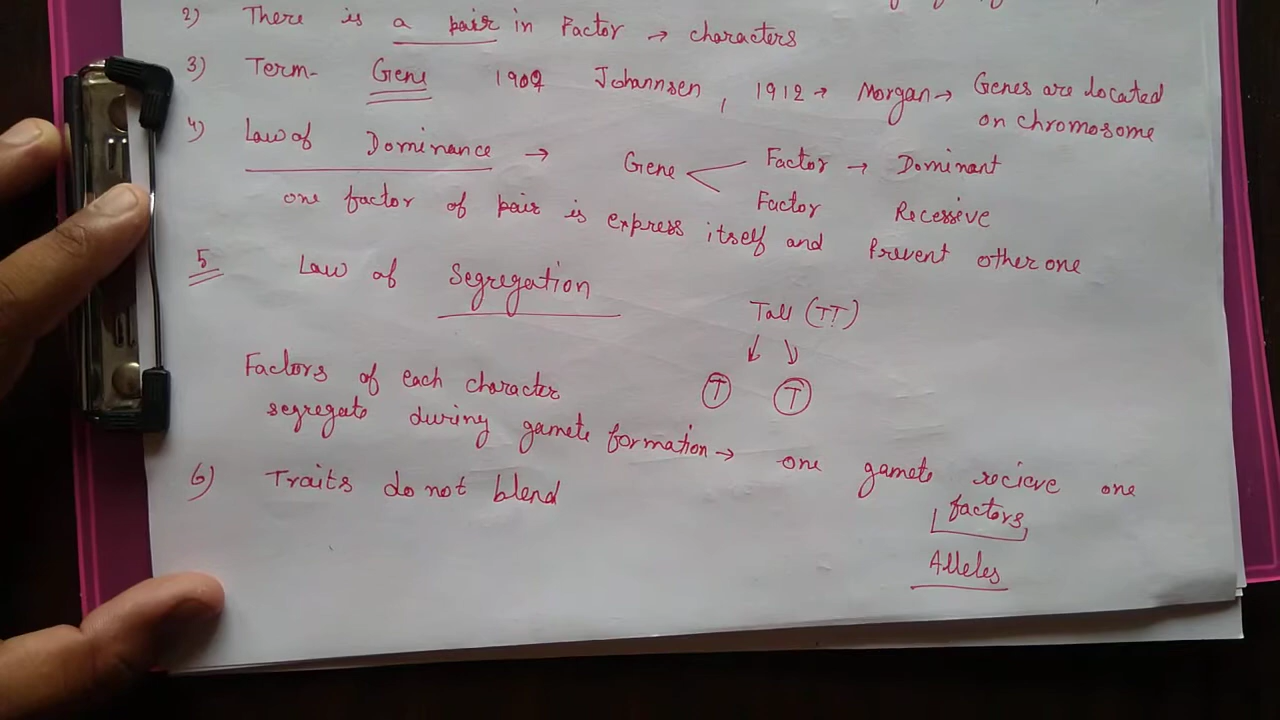 2) There is a pair in Factor → characters
3) Term- Gene 1909 Johannsen, 1912 → Morgan → Genes are located
on chromosome
4) Law of Dominance → Gene Factor → Dominant
Factor Recessive
one factor of pair is express itself and Prevent other one
5 Law of Segregation
Tall (TT)
T T
Factors of each character
segregate during gamete formation → one gamete recieve one
factors
6) Traits do not blend
Alleles